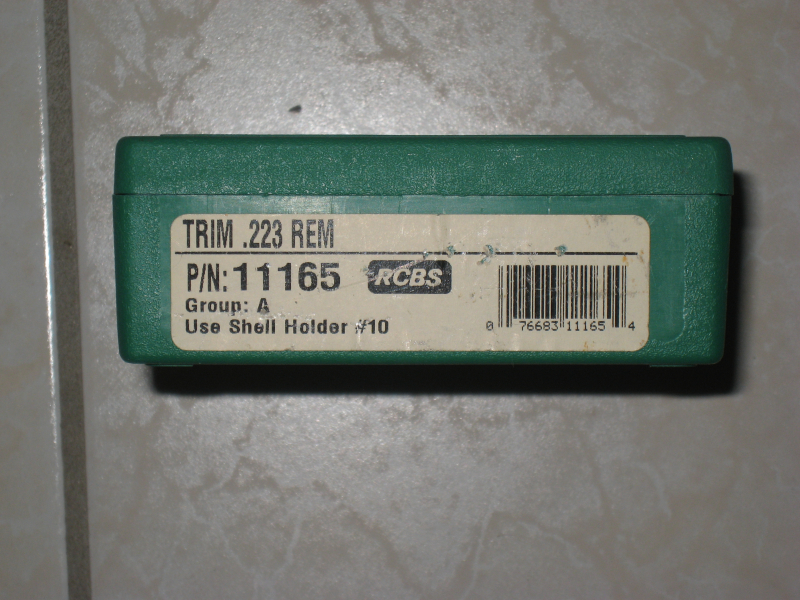 TRIM .223 REM
P/N: 11165 RCBS
Group: A
Use Shell Holder #10
0 76683 11165 4